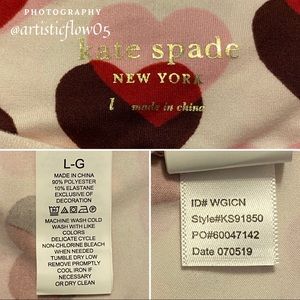 PHOTOGRAPHY
@artisticflow05
kate spade
NEW YORK
l made in china
L-G
MADE IN CHINA
90% POLYESTER
10% ELASTANE
EXCLUSIVE OF
DECORATION
MACHINE WASH COLD
WASH WITH LIKE
COLORS
DELICATE CYCLE
NON-CHLORINE BLEACH
WHEN NEEDED
TUMBLE DRY LOW
REMOVE PROMPTLY
COOL IRON IF
NECESSARY
OR DRY CLEAN
ID# WGICN
Style#KS91850
PO#60047142
Date 070519